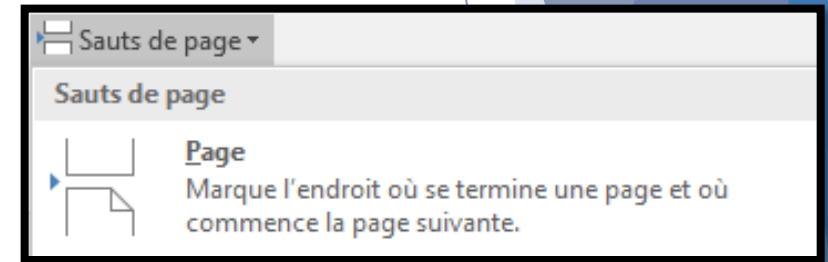 Sauts de page
Sauts de page
Page
Marque l'endroit où se termine une page et où
commence la page suivante.